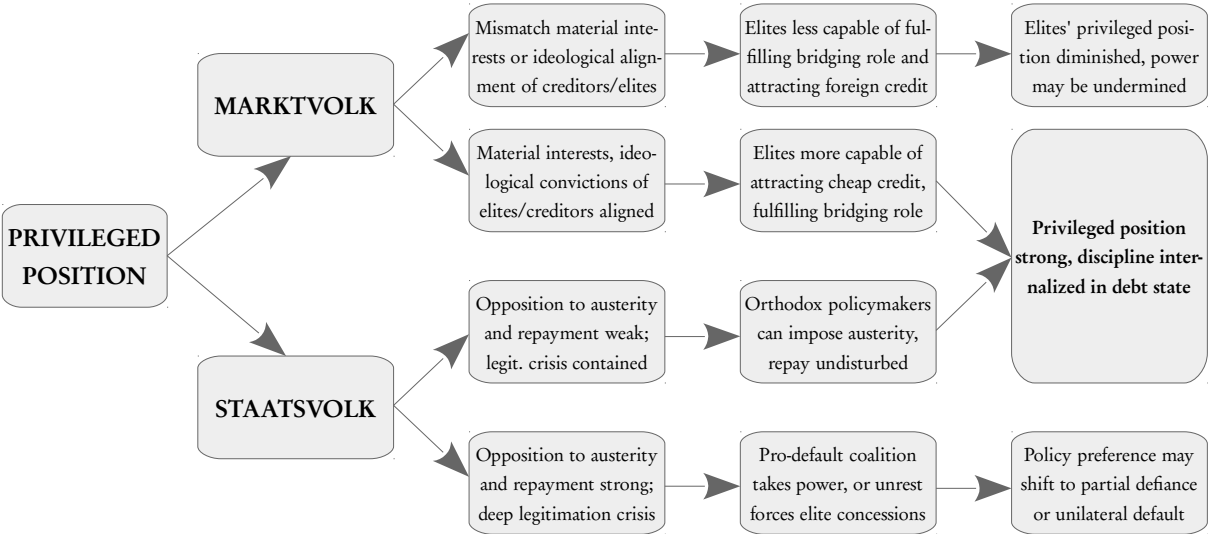 PRIVILEGED
POSITION
MARKTVOLK
STAATSVOLK
Mismatch material inte-
rests or ideological align-
ment of creditors/elites
Elites less capable of ful-
filling bridging role and
attracting foreign credit
Elites' privileged posi-
tion diminished, power
may be undermined
Material interests, ideo-
logical convictions of
elites/creditors aligned
Elites more capable of
attracting cheap credit,
fulfilling bridging role
Privileged position
strong, discipline inter-
nalized in debt state
Opposition to austerity
and repayment weak;
legit. crisis contained
Orthodox policymakers
can impose austerity,
repay undisturbed
Opposition to austerity
and repayment strong;
deep legitimation crisis
Pro-default coalition
takes power, or unrest
forces elite concessions
Policy preference may
shift to partial defiance
or unilateral default